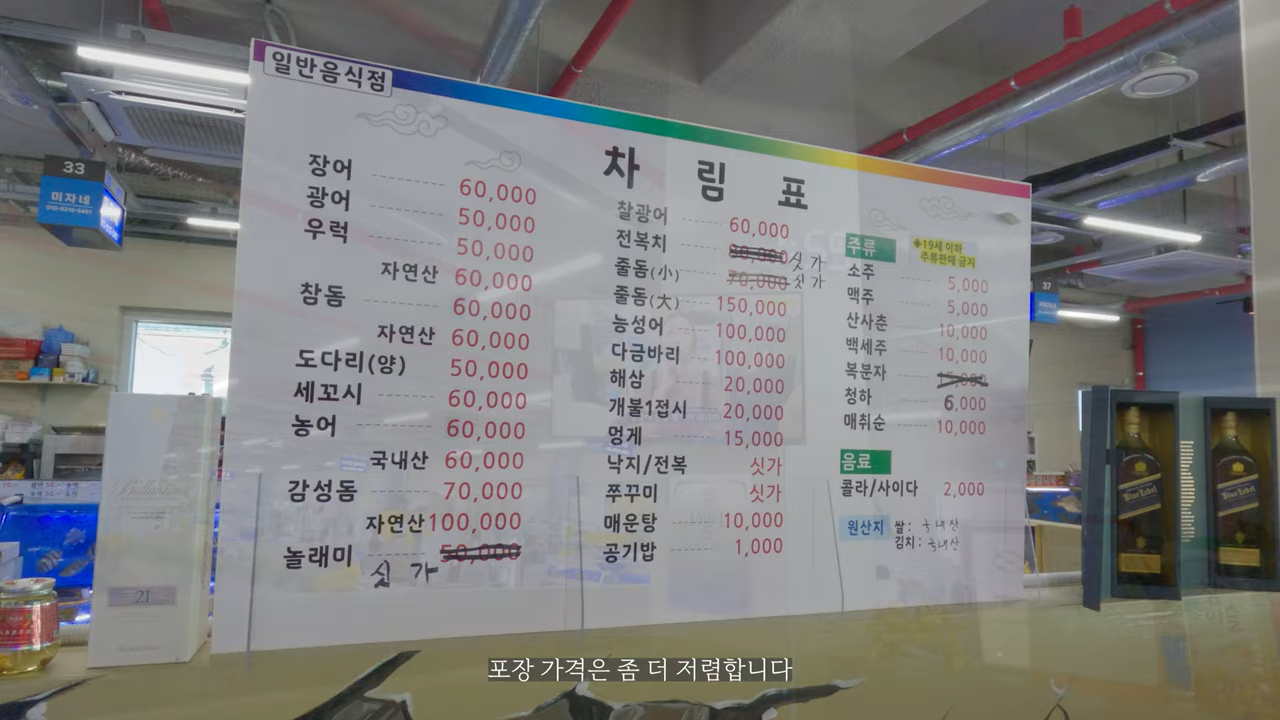 일반음식점
차 림 표
장어 60,000
광어 50,000
우럭 50,000
자연산 60,000
참돔 60,000
자연산 60,000
도다리(양) 50,000
세꼬시 60,000
농어 60,000
국내산 60,000
감성돔 70,000
자연산 100,000
놀래미 50,000
싯가
찰광어 60,000
전복치 80,000 싯가
줄돔(小) 70,000 싯가
줄돔(大) 150,000
능성어 100,000
다금바리 100,000
해삼 20,000
개불1접시 20,000
멍게 15,000
낙지/전복 싯가
쭈꾸미 싯가
매운탕 10,000
공기밥 1,000
주류
◈19세 이하
주류판매 금지
소주 5,000
맥주 5,000
산사춘 10,000
백세주 10,000
복분자 15,000
청하 6,000
매취순 10,000
음료
콜라/사이다 2,000
원산지
쌀: 국내산
김치: 국내산
33
미자네
37
21
Blue Label
포장 가격은 좀 더 저렴합니다